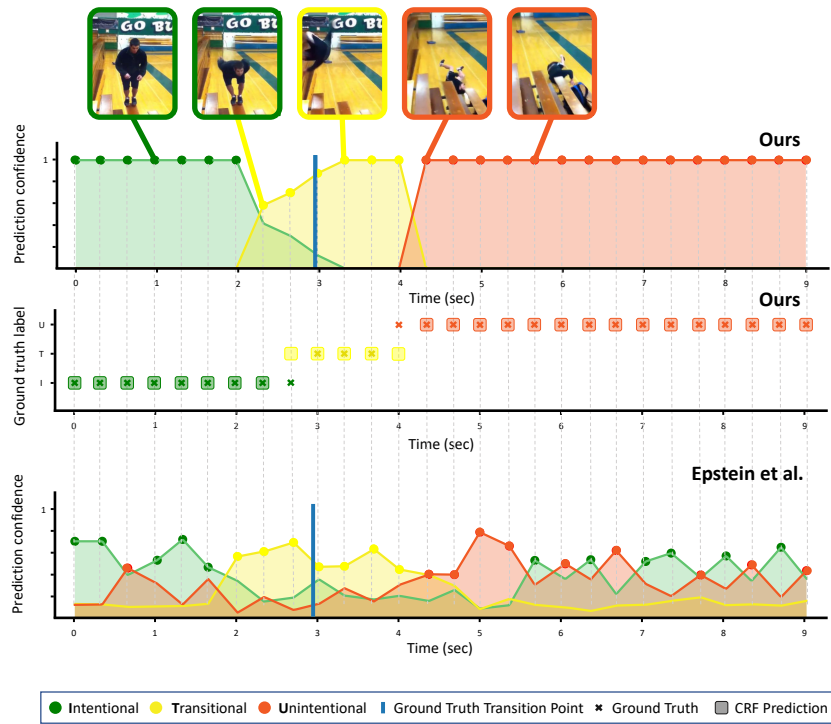 GO BU
GO BU
GO BU
Ours
Prediction confidence
1
0 1 2 3 4 5 6 7 8 9
Time (sec)
Ours
Ground truth label
U
T
I
0 1 2 3 4 5 6 7 8 9
Time (sec)
Epstein et al.
Prediction confidence
1
0 1 2 3 4 5 6 7 8 9
Time (sec)
Intentional Transitional Unintentional Ground Truth Transition Point Ground Truth CRF Prediction